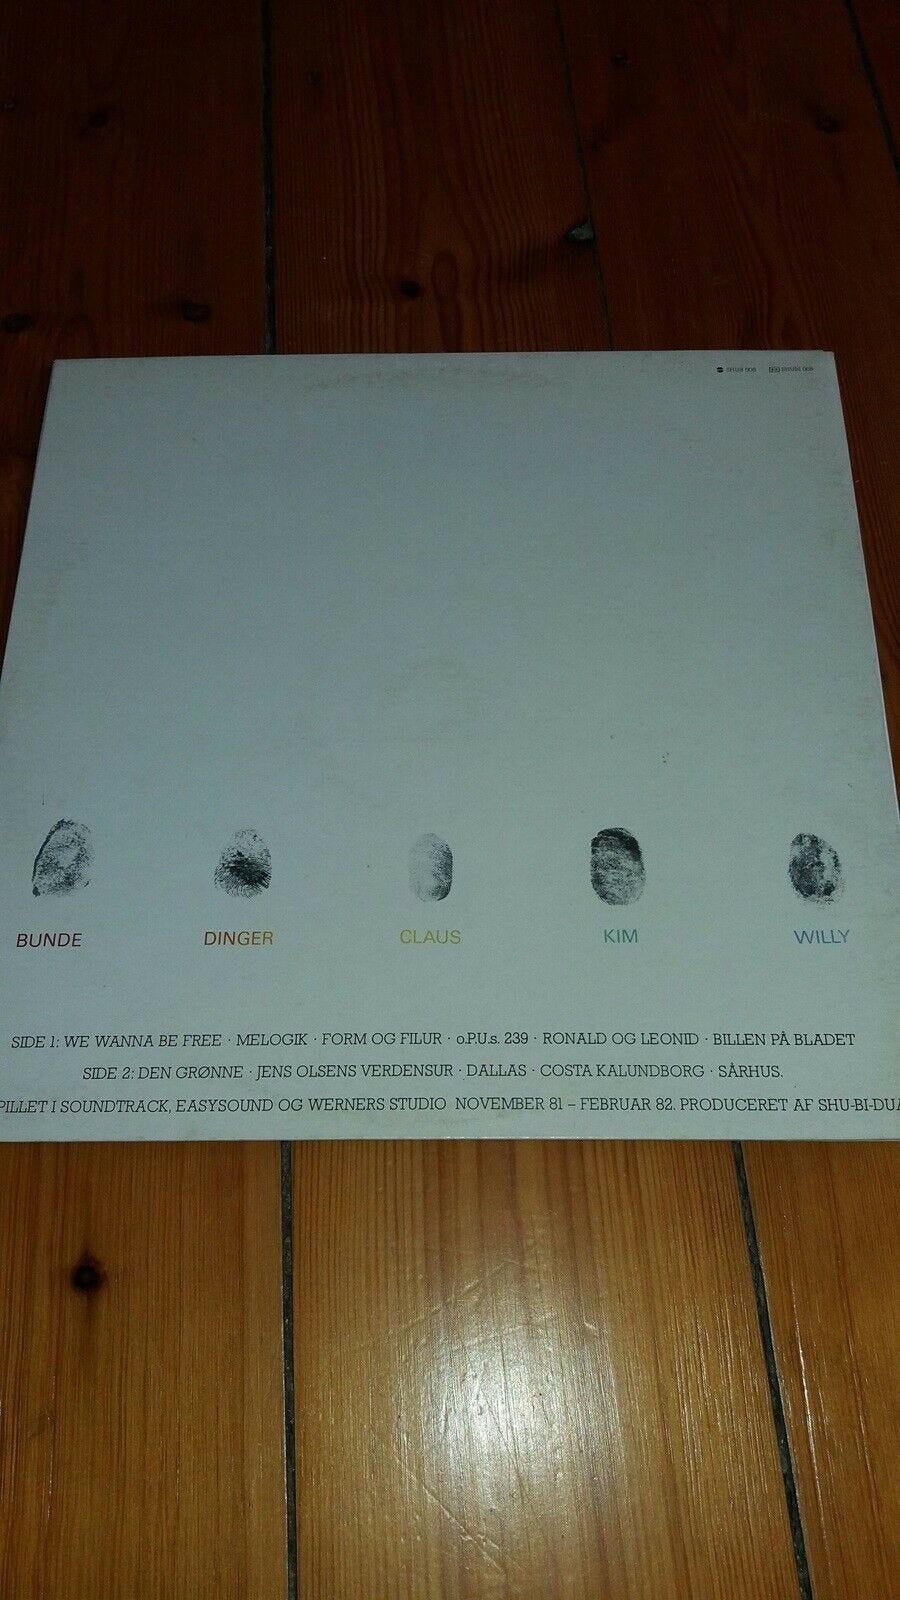 BUNDE DINGER CLAUS KIM WILLY
SIDE 1: WE WANNA BE FREE · MELOGIK · FORM OG FILUR · o.P.U.s. 239 · RONALD OG LEONID · BILLEN PÅ BLADET
SIDE 2: DEN GRØNNE · JENS OLSENS VERDENSUR · DALLAS · COSTA KALUNDBORG · SÅRHUS.
PILLET I SOUNDTRACK, EASYSOUND OG WERNERS STUDIO NOVEMBER 81 – FEBRUAR 82. PRODUCERET AF SHU-BI-DUA